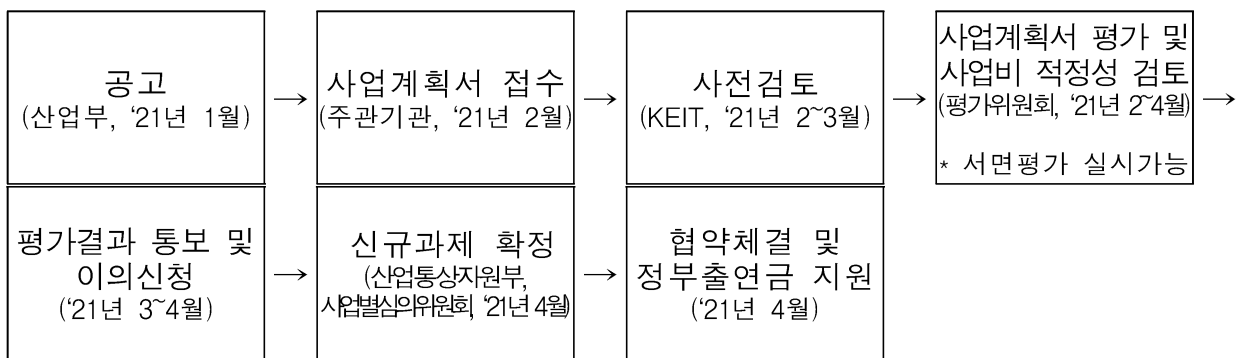 공고
(산업부, ‘21년 1월)
→
사업계획서 접수
(주관기관, ‘21년 2월)
→
사전검토
(KEIT, ‘21년 2~3월)
→
사업계획서 평가 및
사업비 적정성 검토
(평가위원회, ‘21년 2~4월)
* 서면평가 실시가능
→
평가결과 통보 및
이의신청
(‘21년 3~4월)
→
신규과제 확정
(산업통상자원부,
사업별심의위원회, ‘21년 4월)
→
협약체결 및
정부출연금 지원
(‘21년 4월)